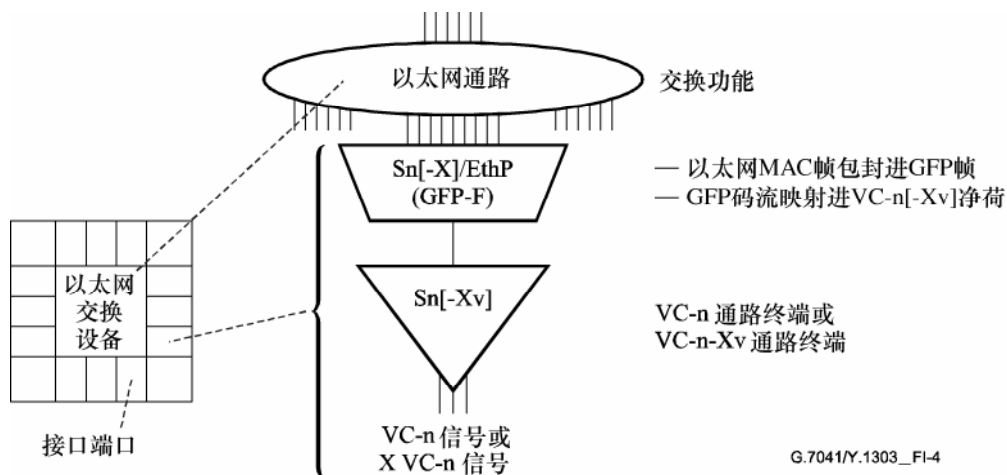 以太网通路
交换功能
Sn[-X]/EthP
(GFP-F)
— 以太网MAC帧包封进GFP帧
— GFP码流映射进VC-n[-Xv]净荷
以太网
交换
设备
Sn[-Xv]
VC-n 通路终端或
VC-n-Xv 通路终端
接口端口
VC-n 信号或
X VC-n 信号
G.7041/Y.1303_FI-4